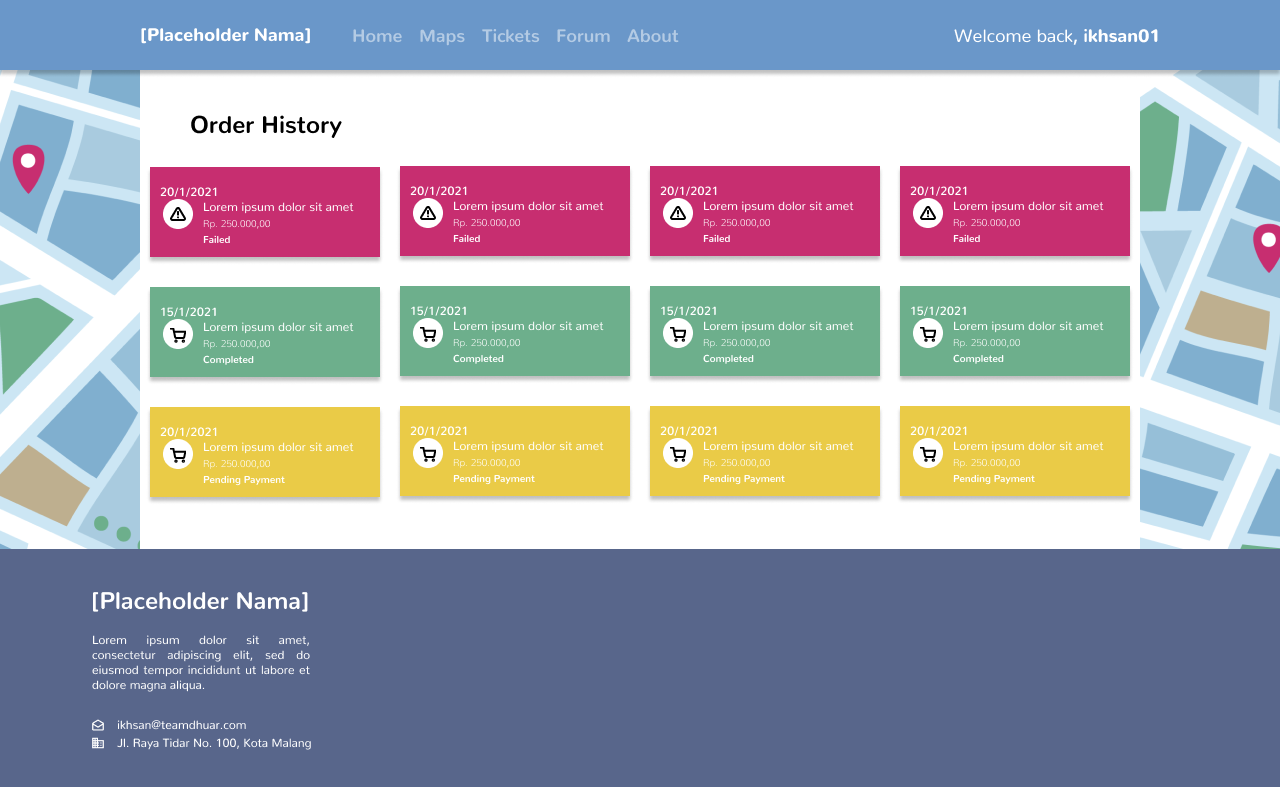 [Placeholder Nama]
Home Maps Tickets Forum About
Welcome back, ikhsan01
Order History
20/1/2021
Lorem ipsum dolor sit amet
Rp. 250.000,00
Failed
20/1/2021
Lorem ipsum dolor sit amet
Rp. 250.000,00
Failed
20/1/2021
Lorem ipsum dolor sit amet
Rp. 250.000,00
Failed
20/1/2021
Lorem ipsum dolor sit amet
Rp. 250.000,00
Failed
15/1/2021
Lorem ipsum dolor sit amet
Rp. 250.000,00
Completed
15/1/2021
Lorem ipsum dolor sit amet
Rp. 250.000,00
Completed
15/1/2021
Lorem ipsum dolor sit amet
Rp. 250.000,00
Completed
15/1/2021
Lorem ipsum dolor sit amet
Rp. 250.000,00
Completed
20/1/2021
Lorem ipsum dolor sit amet
Rp. 250.000,00
Pending Payment
20/1/2021
Lorem ipsum dolor sit amet
Rp. 250.000,00
Pending Payment
20/1/2021
Lorem ipsum dolor sit amet
Rp. 250.000,00
Pending Payment
20/1/2021
Lorem ipsum dolor sit amet
Rp. 250.000,00
Pending Payment
[Placeholder Nama]
Lorem ipsum dolor sit amet,
consectetur adipiscing elit, sed do
eiusmod tempor incididunt ut labore et
dolore magna aliqua.
ikhsan@teamdhuar.com
Jl. Raya Tidar No. 100, Kota Malang